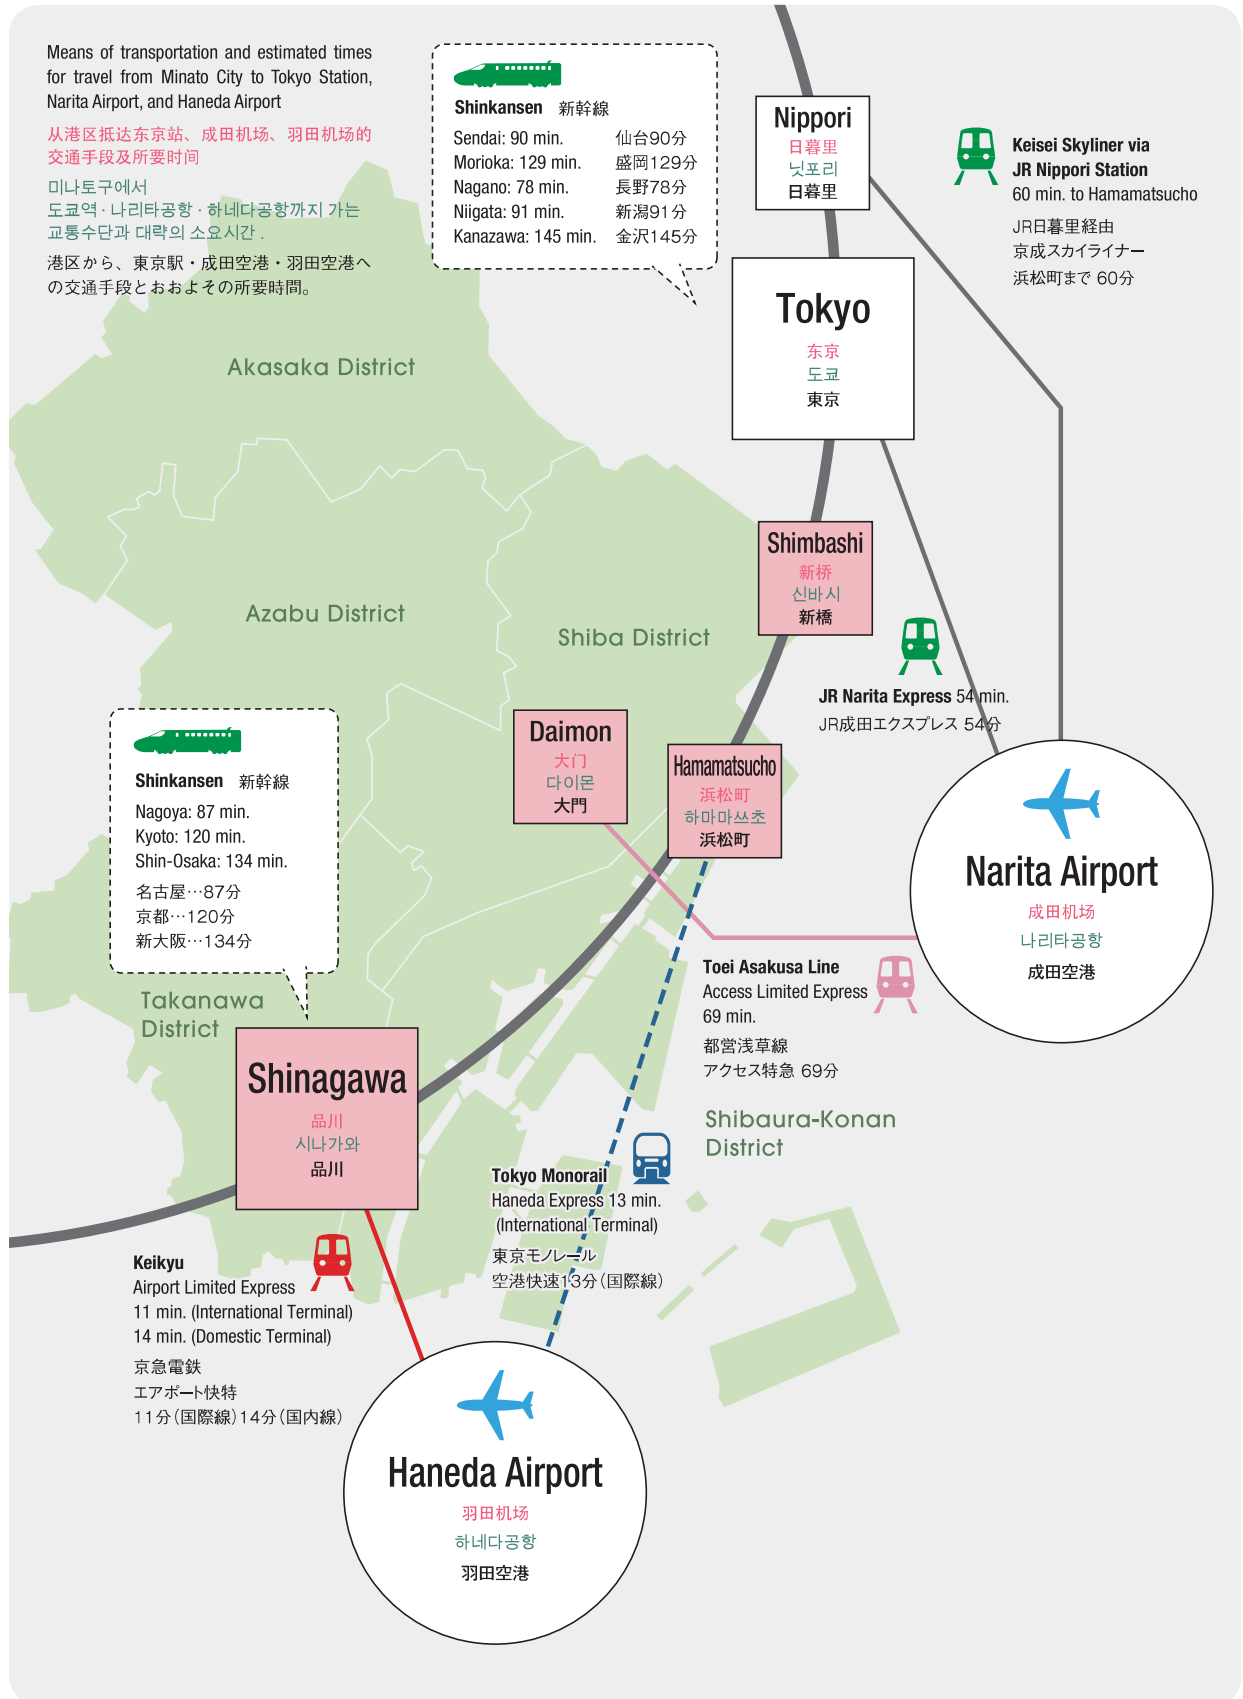 Means of transportation and estimated times
for travel from Minato City to Tokyo Station,
Narita Airport, and Haneda Airport
从港区抵达东京站、成田机场、羽田机场的
交通手段及所要时间
미나토구에서
도쿄역·나리타공항·하네다공항까지 가는
교통수단과 대략의 소요시간 .
港区から、東京駅・成田空港・羽田空港へ
の交通手段とおおよその所要時間。
Shinkansen 新幹線
Sendai: 90 min. 仙台90分
Morioka: 129 min. 盛岡129分
Nagano: 78 min. 長野78分
Niigata: 91 min. 新潟91分
Kanazawa: 145 min. 金沢145分
Nippori
日暮里
닛포리
日暮里
Keisei Skyliner via
JR Nippori Station
60 min. to Hamamatsucho
JR日暮里経由
京成スカイライナー
浜松町まで 60分
Tokyo
东京
도쿄
東京
Akasaka District
Azabu District
Shiba District
Shimbashi
新桥
신바시
新橋
JR Narita Express 54 min.
JR成田エクスプレス 54分
Daimon
大门
다이몬
大門
Hamamatsucho
浜松町
하마마쓰초
浜松町
Shinkansen 新幹線
Nagoya: 87 min.
Kyoto: 120 min.
Shin-Osaka: 134 min.
名古屋…87分
京都…120分
新大阪…134分
Narita Airport
成田机场
나리타공항
成田空港
Toei Asakusa Line
Access Limited Express
69 min.
都営浅草線
アクセス特急 69分
Takanawa
District
Shinagawa
品川
시나가와
品川
Shibaura-Konan
District
Tokyo Monorail
Haneda Express 13 min.
(International Terminal)
東京モノレール
空港快速13分(国際線)
Keikyu
Airport Limited Express
11 min. (International Terminal)
14 min. (Domestic Terminal)
京急電鉄
エアポート快特
11分(国際線)14分(国内線)
Haneda Airport
羽田机场
하네다공항
羽田空港